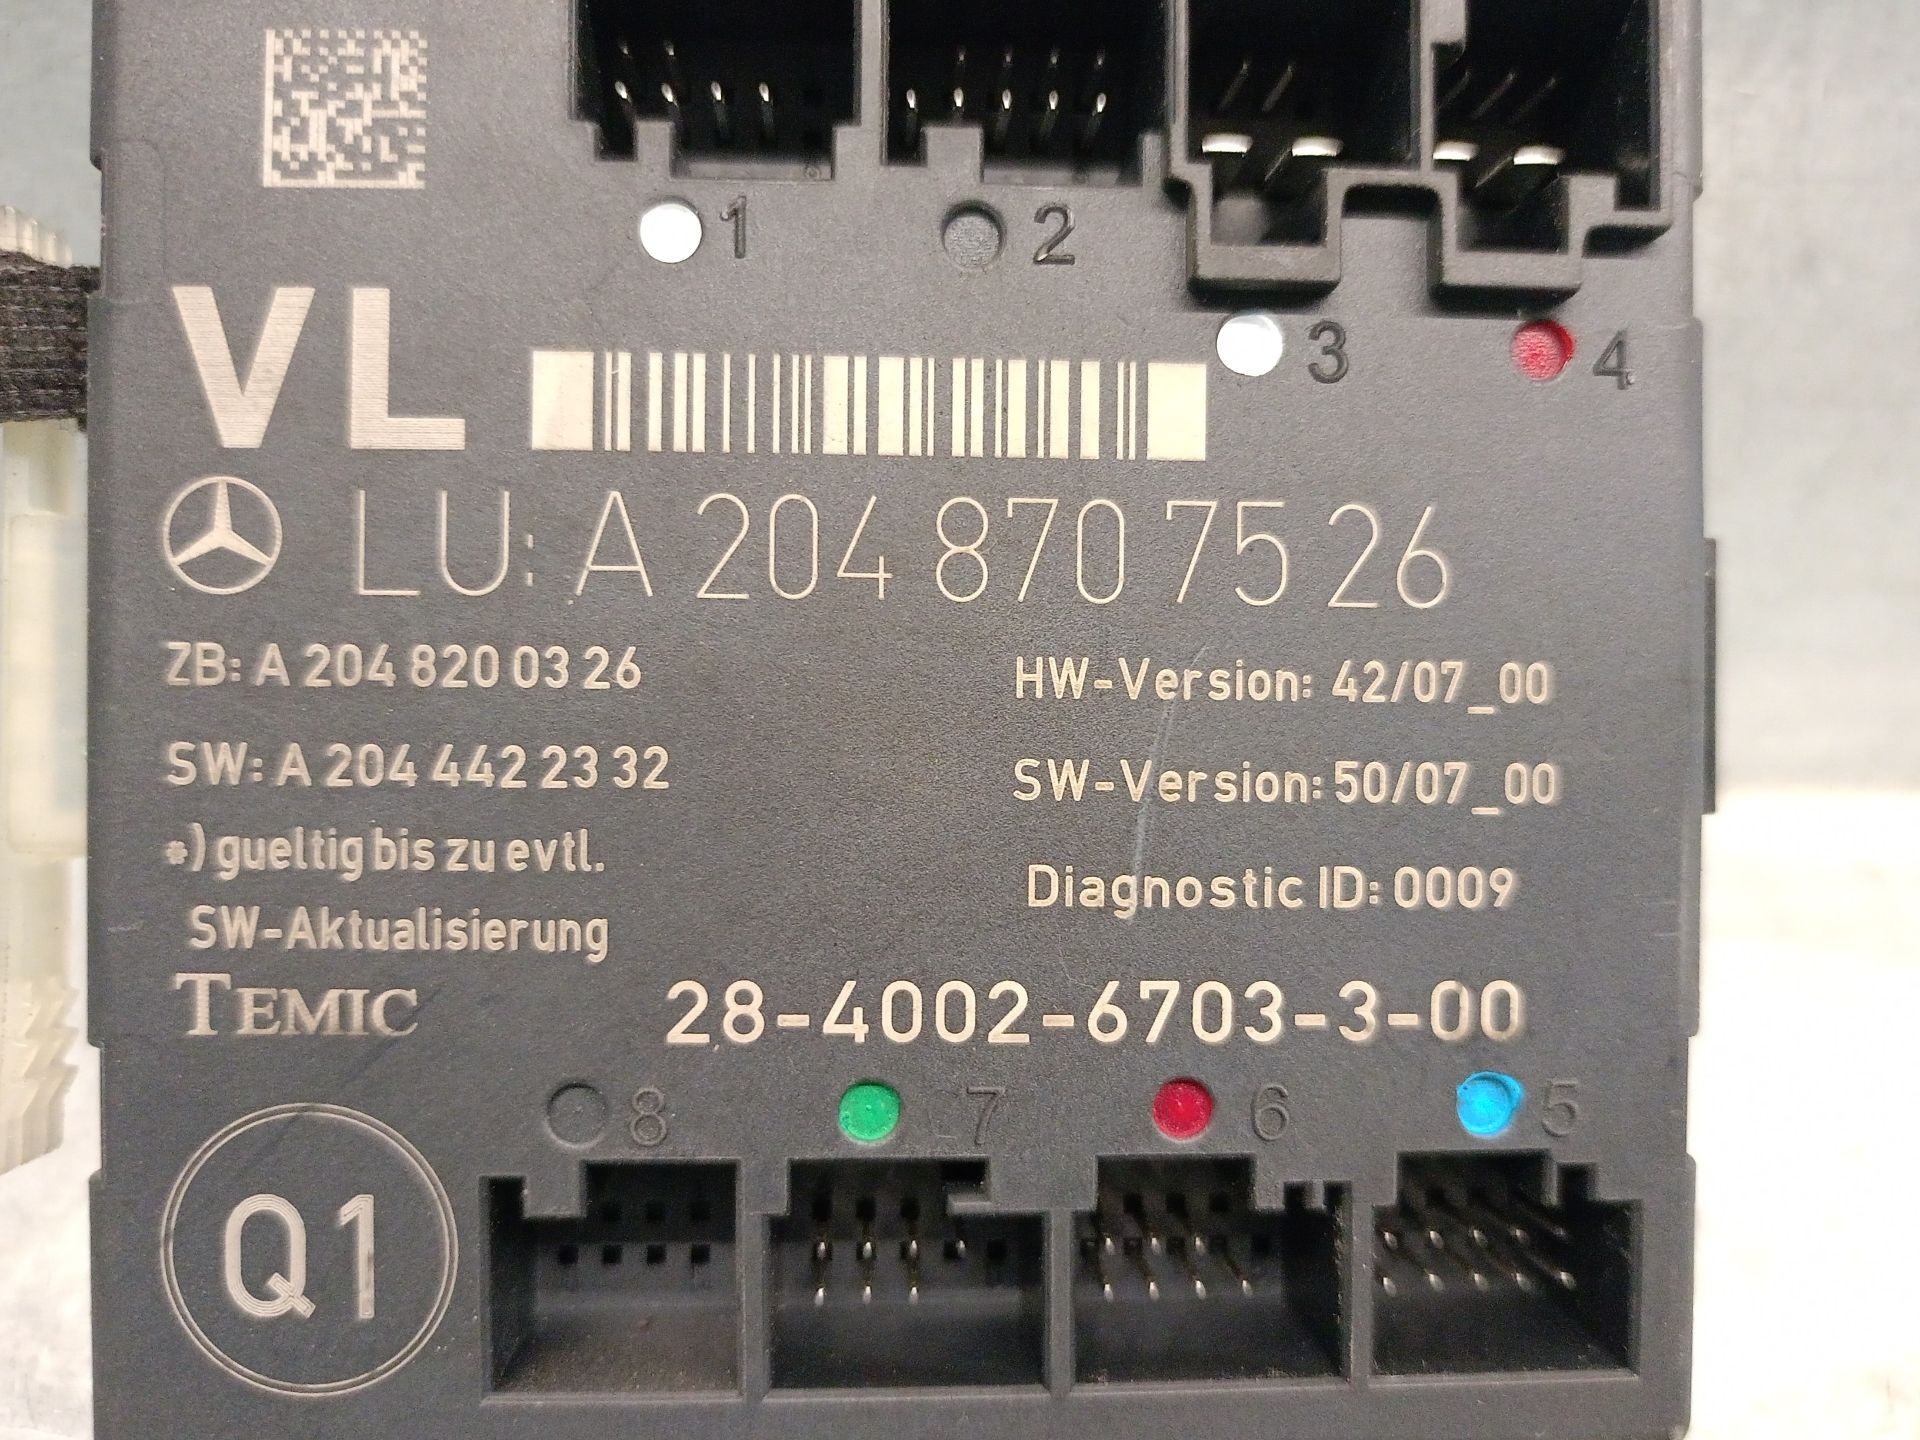 1
2
3
4
VL
LU: A 204 870 75 26
ZB: A 204 820 03 26
HW-Version: 42/07_00
SW: A 204 442 23 32
SW-Version: 50/07_00
*) gueltig bis zu evtl.
SW-Aktualisierung
Diagnostic ID: 0009
TEMIC
28-4002-6703-3-00
8
7
6
5
Q1